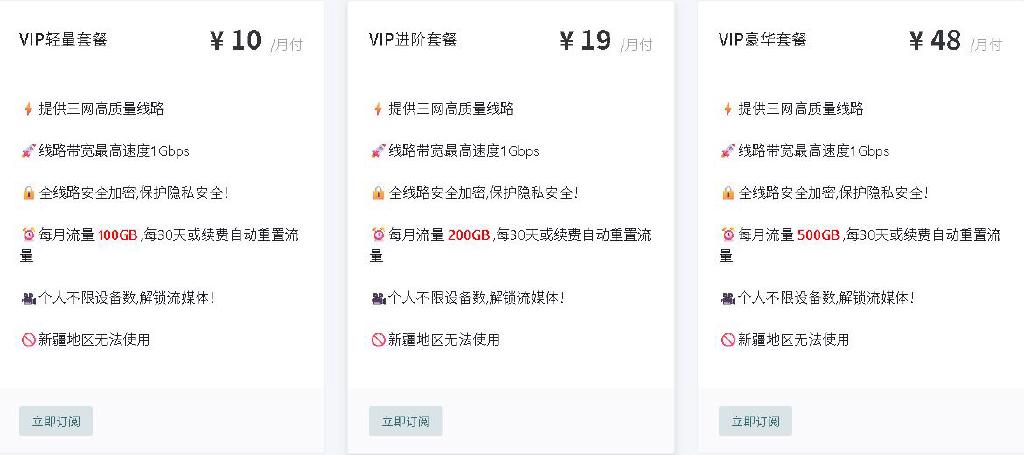 VIP轻量套餐 ¥ 10 /月付
⚡提供三网高质量线路
🚀线路带宽最高速度1Gbps
🔒全线路安全加密,保护隐私安全!
⏰每月流量 100GB ,每30天或续费自动重置流
量
🎥个人不限设备数,解锁流媒体!
🚫新疆地区无法使用
立即订阅
VIP进阶套餐 ¥ 19 /月付
⚡提供三网高质量线路
🚀线路带宽最高速度1Gbps
🔒全线路安全加密,保护隐私安全!
⏰每月流量 200GB ,每30天或续费自动重置流
量
🎥个人不限设备数,解锁流媒体!
🚫新疆地区无法使用
立即订阅
VIP豪华套餐 ¥ 48 /月付
⚡提供三网高质量线路
🚀线路带宽最高速度1Gbps
🔒全线路安全加密,保护隐私安全!
⏰每月流量 500GB ,每30天或续费自动重置流
量
🎥个人不限设备数,解锁流媒体!
🚫新疆地区无法使用
立即订阅